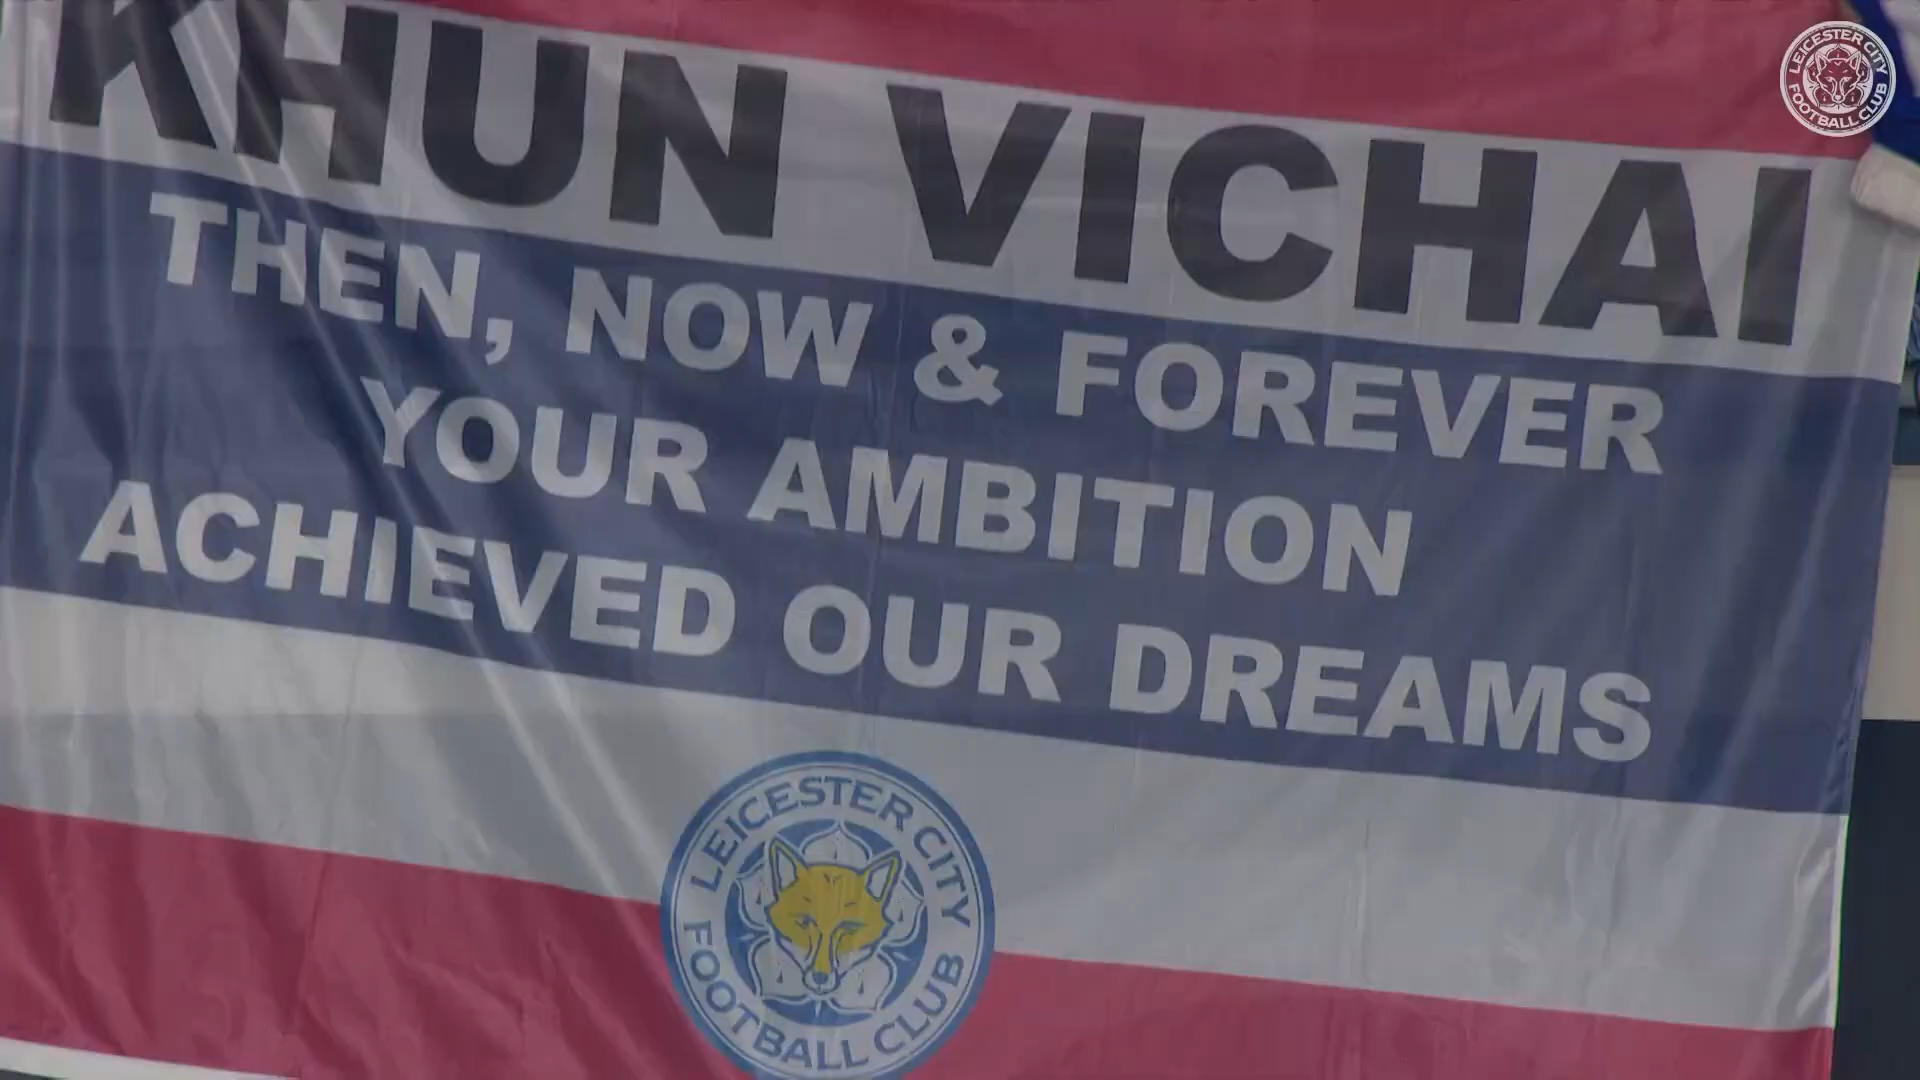 KHUN VICHAI
THEN, NOW & FOREVER
YOUR AMBITION
ACHIEVED OUR DREAMS
LEICESTER CITY
FOOTBALL CLUB
LEICESTER CITY
FOOTBALL CLUB